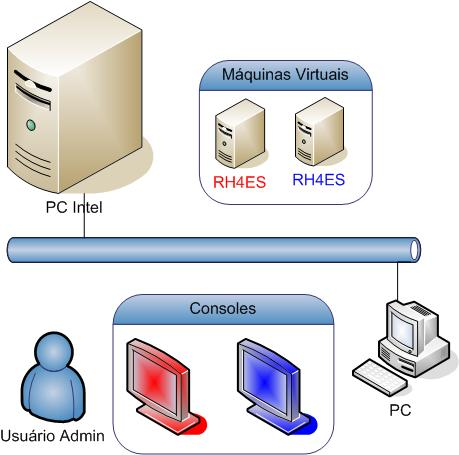 Máquinas Virtuais
RH4ES
RH4ES
PC Intel
Consoles
PC
Usuário Admin